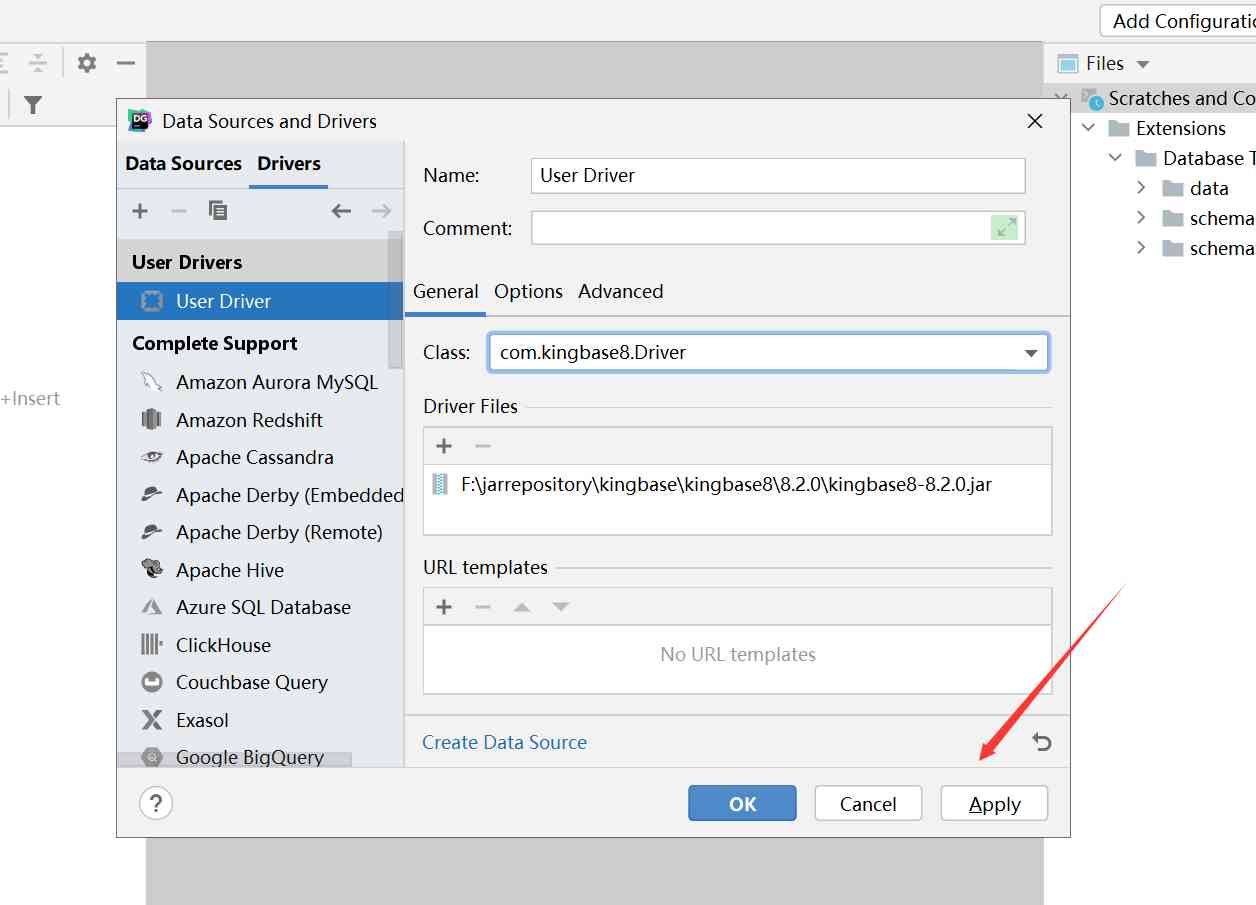 Add Configuratio
Files
Scratches and Co
Extensions
Database T
data
schema
schema
+Insert
DG
Data Sources and Drivers
Data Sources
Drivers
User Drivers
User Driver
Complete Support
Amazon Aurora MySQL
Amazon Redshift
Apache Cassandra
Apache Derby (Embedded
Apache Derby (Remote)
Apache Hive
Azure SQL Database
ClickHouse
Couchbase Query
Exasol
Google BigQuery
Name: User Driver
Comment:
General Options Advanced
Class: com.kingbase8.Driver
Driver Files
F:\jarrepository\kingbase\kingbase8\8.2.0\kingbase8-8.2.0.jar
URL templates
No URL templates
Create Data Source
?
OK Cancel Apply